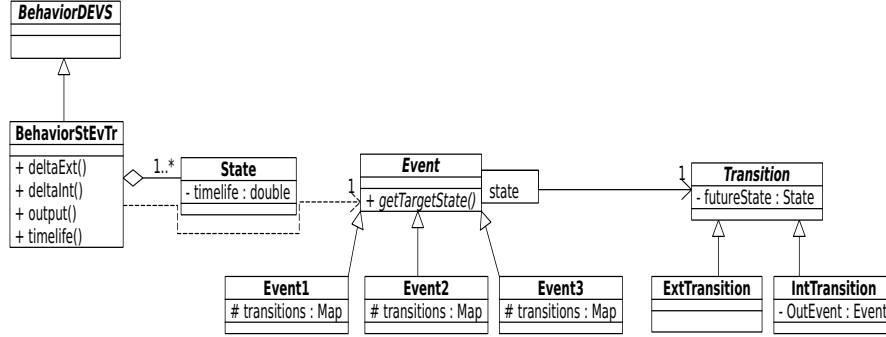 BehaviorDEVS
BehaviorStEvTr
+ deltaExt()
+ deltaInt()
+ output()
+ timelife()
1..*
State
- timelife : double
1
Event
+ getTargetState()
state
1
Transition
- futureState : State
Event1
# transitions : Map
Event2
# transitions : Map
Event3
# transitions : Map
ExtTransition
IntTransition
- OutEvent : Event